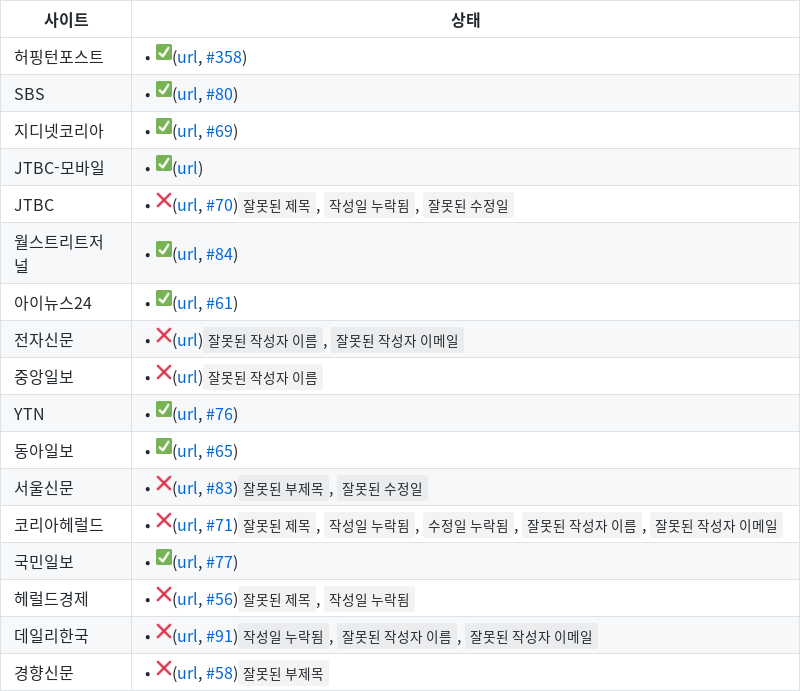 사이트 상태
허핑턴포스트 • ✅(url, #358)
SBS • ✅(url, #80)
지디넷코리아 • ✅(url, #69)
JTBC-모바일 • ✅(url)
JTBC • ❌(url, #70) 잘못된 제목 , 작성일 누락됨 , 잘못된 수정일
월스트리트저
널 • ✅(url, #84)
아이뉴스24 • ✅(url, #61)
전자신문 • ❌(url) 잘못된 작성자 이름 , 잘못된 작성자 이메일
중앙일보 • ❌(url) 잘못된 작성자 이름
YTN • ✅(url, #76)
동아일보 • ✅(url, #65)
서울신문 • ❌(url, #83) 잘못된 부제목 , 잘못된 수정일
코리아헤럴드 • ❌(url, #71) 잘못된 제목 , 작성일 누락됨 , 수정일 누락됨 , 잘못된 작성자 이름 , 잘못된 작성자 이메일
국민일보 • ✅(url, #77)
헤럴드경제 • ❌(url, #56) 잘못된 제목 , 작성일 누락됨
데일리한국 • ❌(url, #91) 작성일 누락됨 , 잘못된 작성자 이름 , 잘못된 작성자 이메일
경향신문 • ❌(url, #58) 잘못된 부제목